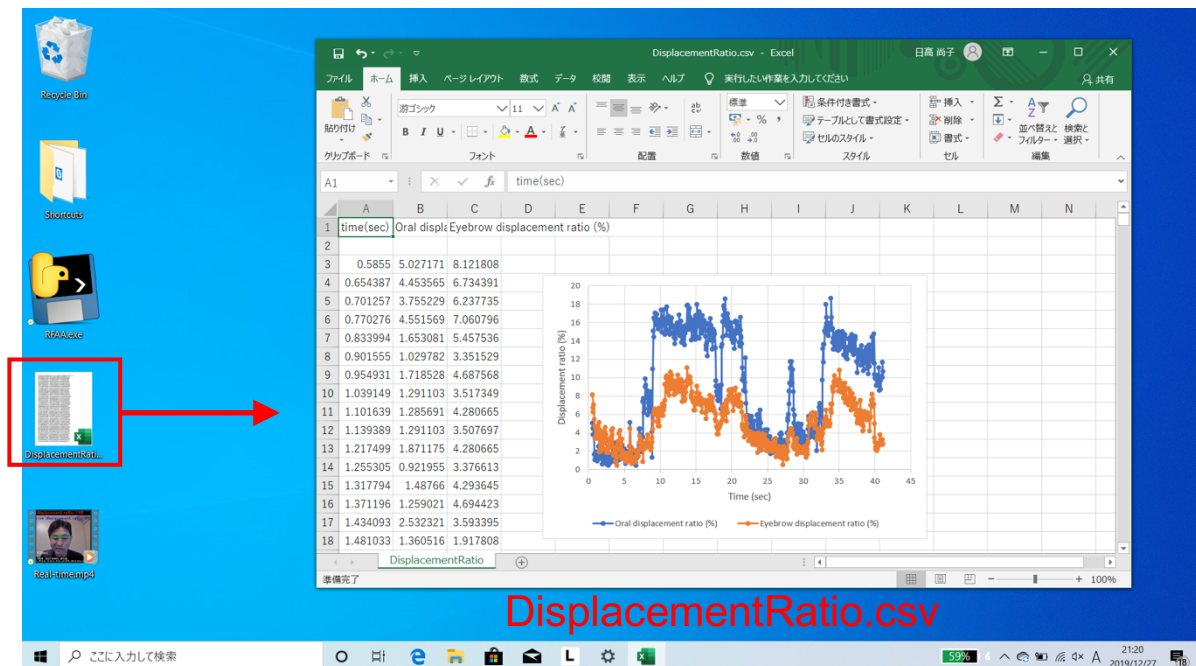 Recycle Bin
Shortcuts
RFAA.exe
DisplacementRati...
Real-time.mp4
DisplacementRatio.csv - Excel
日高 尚子
ファイル ホーム 挿入 ページ レイアウト 数式 データ 校閲 表示 ヘルプ 実行したい作業を入力してください 共有
貼り付け
クリップボード
游ゴシック 11
B I U
フォント
配置
標準
数値
条件付き書式
テーブルとして書式設定
セルのスタイル
スタイル
挿入
削除
書式
セル
並べ替えと フィルター
検索と 選択
編集
A1 fx time(sec)
A B C D E F G H I J K L M N
1 time(sec) Oral displa Eyebrow displacement ratio (%)
2
3 0.5855 5.027171 8.121808
4 0.654387 4.453565 6.734391
5 0.701257 3.755229 6.237735
6 0.770276 4.551569 7.060796
7 0.833994 1.653081 5.457536
8 0.901555 1.029782 3.351529
9 0.954931 1.718528 4.687568
10 1.039149 1.291103 3.517349
11 1.101639 1.285691 4.280665
12 1.139389 1.291103 3.507697
13 1.217499 1.871175 4.280665
14 1.255305 0.921955 3.376613
15 1.317794 1.48766 4.293645
16 1.371196 1.259021 4.694423
17 1.434093 2.532321 3.593395
18 1.481033 1.360516 1.917808
Displacement ratio (%)
20
18
16
14
12
10
8
6
4
2
0
0 5 10 15 20 25 30 35 40 45
Time (sec)
Oral displacement ratio (%) Eyebrow displacement ratio (%)
DisplacementRatio
準備完了
100%
DisplacementRatio.csv
ここに入力して検索
59%
A
21:20
2019/12/27